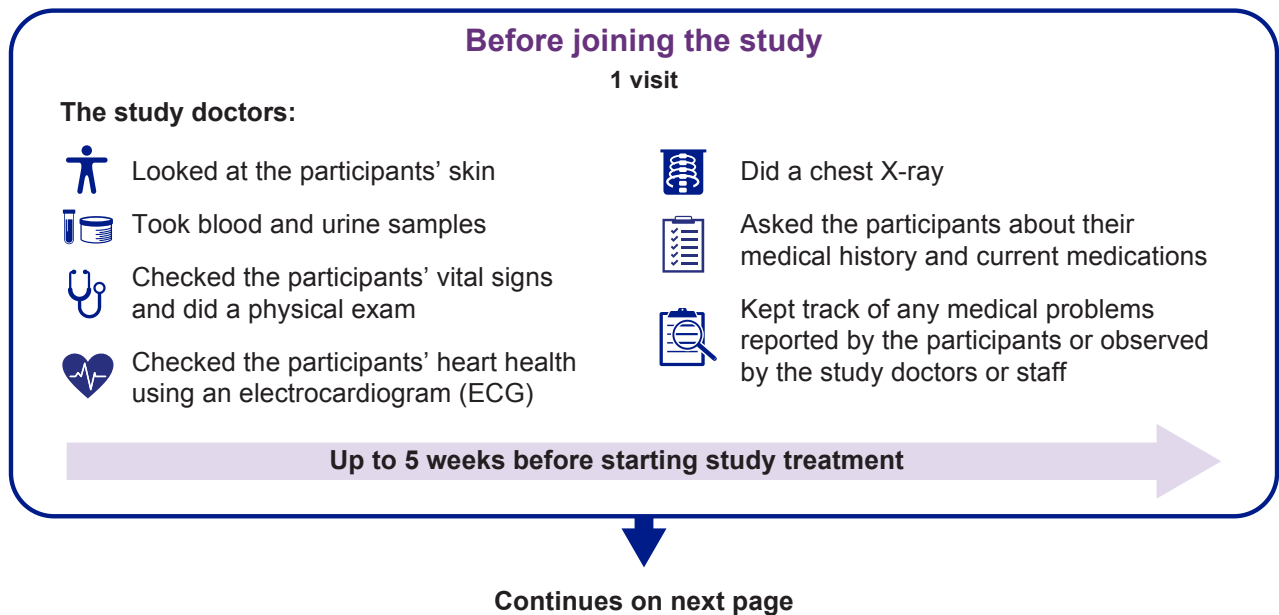 Before joining the study
1 visit
The study doctors:
Looked at the participants’ skin
Took blood and urine samples
Checked the participants’ vital signs
and did a physical exam
Checked the participants’ heart health
using an electrocardiogram (ECG)
Did a chest X-ray
Asked the participants about their
medical history and current medications
Kept track of any medical problems
reported by the participants or observed
by the study doctors or staff
Up to 5 weeks before starting study treatment
Continues on next page